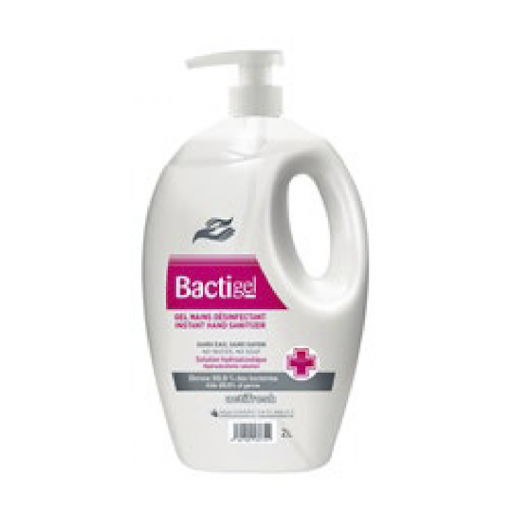 Bactigel
GEL MAINS DÉSINFECTANT
INSTANT HAND SANITIZER
SANS EAU, SANS SAVON
NO WATER, NO SOAP
Solution hydroalcoolique
Hydroalcoholic solution
Élimine 99,9 % des bactéries
Kills 99,9% of germs
actifresh
2L